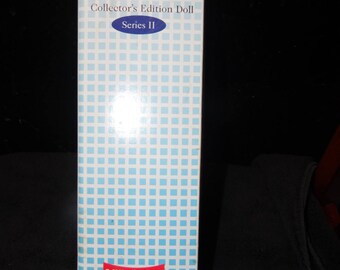 Collector's Edition Doll
Series II